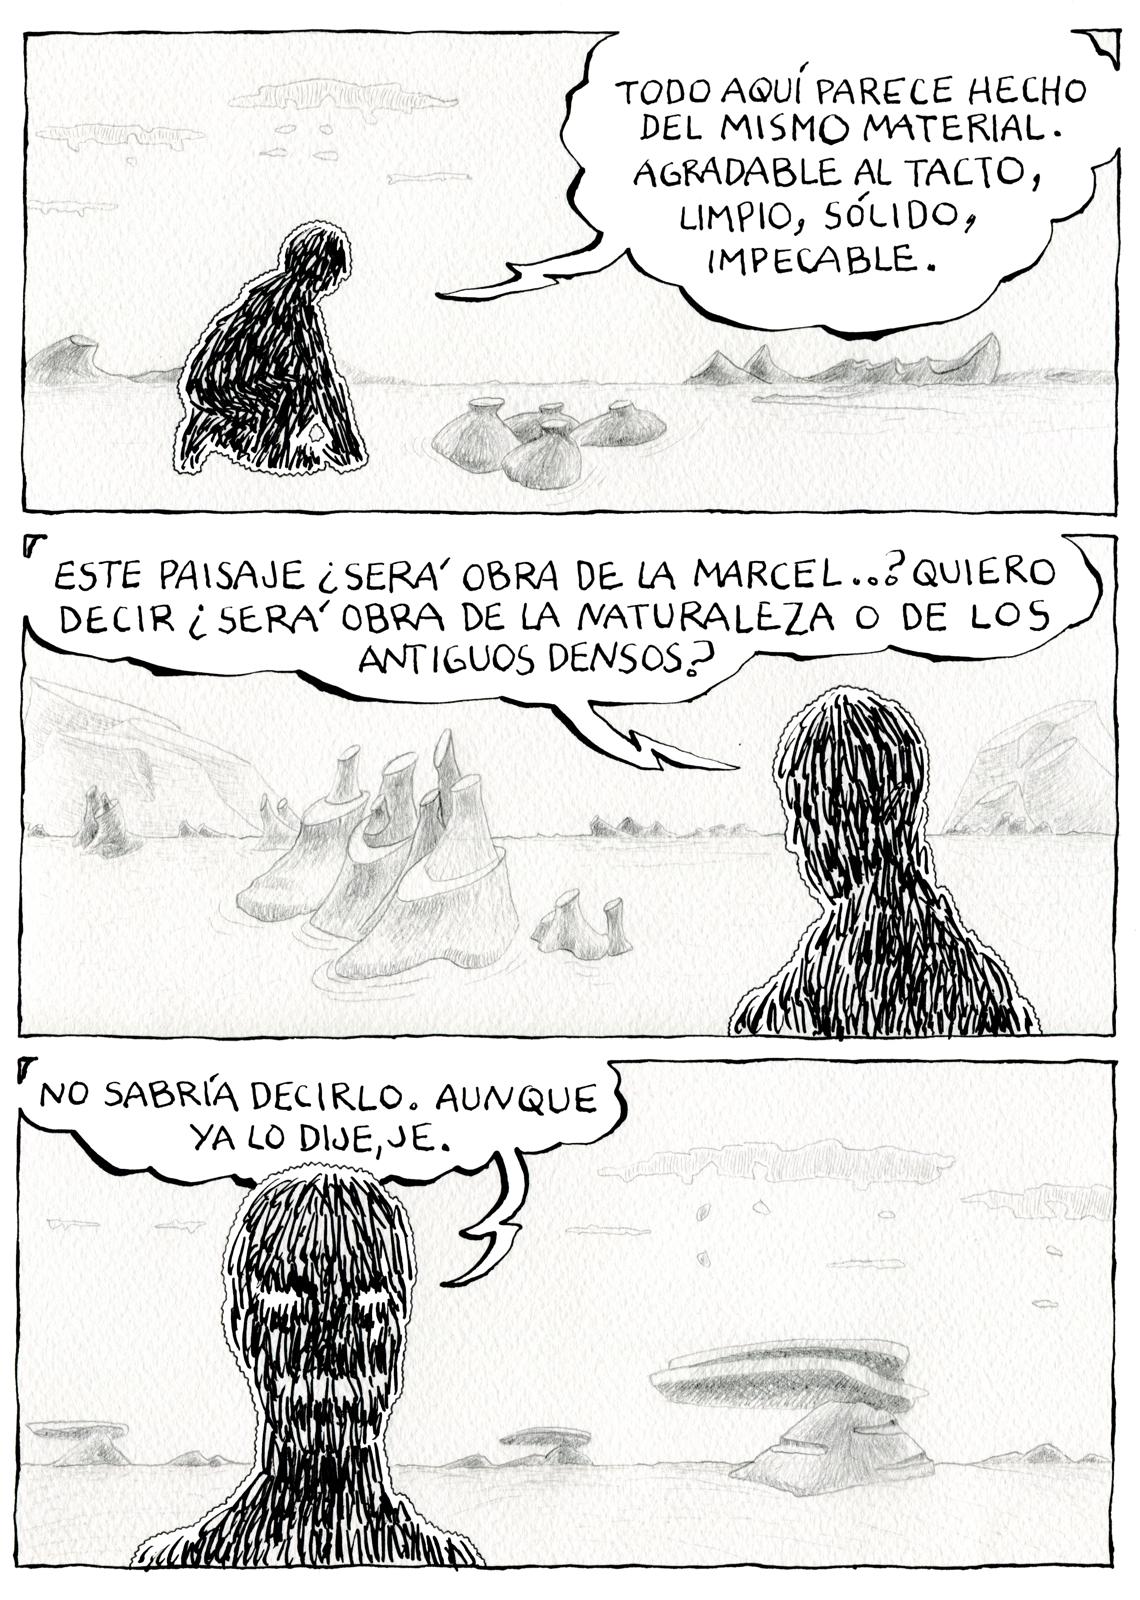 TODO AQUÍ PARECE HECHO
DEL MISMO MATERIAL.
AGRADABLE AL TACTO,
LIMPIO, SÓLIDO,
IMPECABLE.
ESTE PAISAJE ¿SERÁ OBRA DE LA MARCEL...? QUIERO
DECIR ¿SERÁ OBRA DE LA NATURALEZA O DE LOS
ANTIGUOS DENSOS?
NO SABRÍA DECIRLO. AUNQUE
YA LO DIJE, JE.